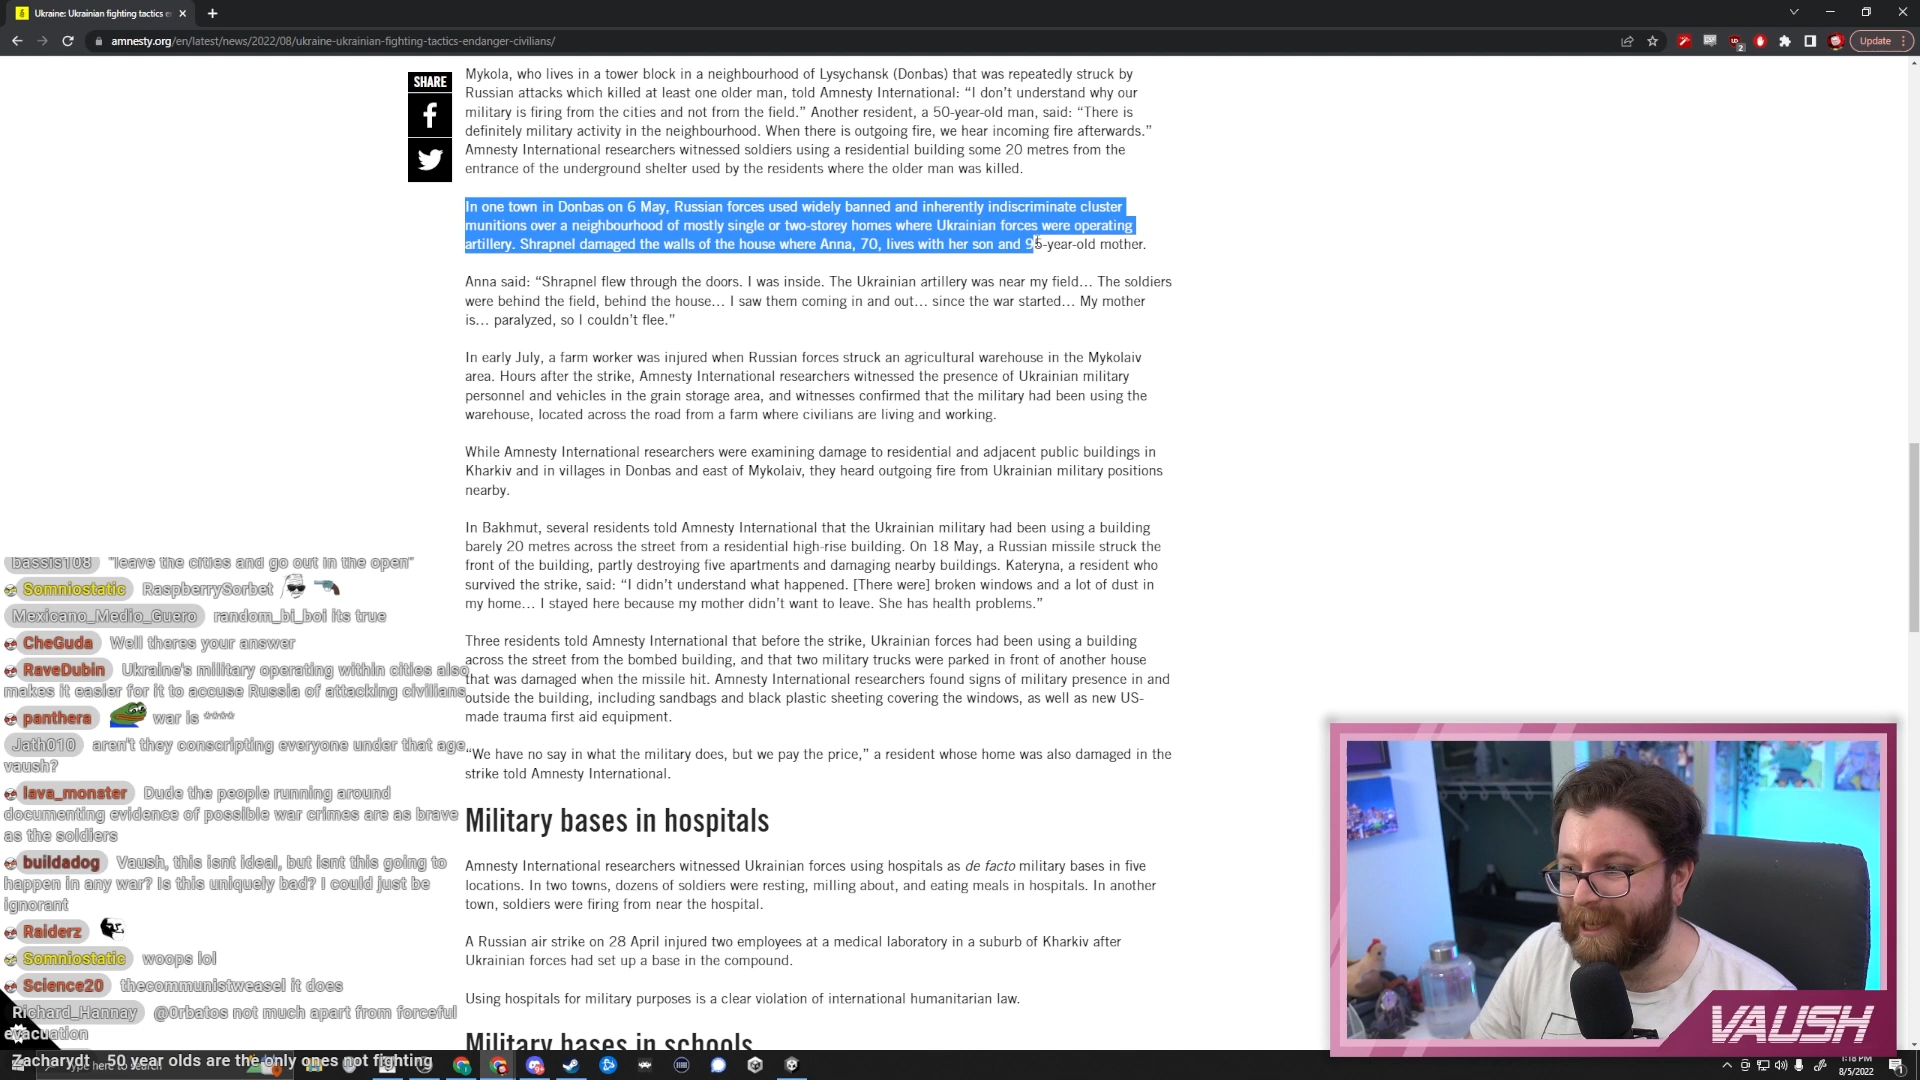 Ukraine: Ukrainian fighting tactics e
amnesty.org/en/latest/news/2022/08/ukraine-ukrainian-fighting-tactics-endanger-civilians/
Update
SHARE
Mykola, who lives in a tower block in a neighbourhood of Lysychansk (Donbas) that was repeatedly struck by
Russian attacks which killed at least one older man, told Amnesty International: “I don’t understand why our
military is firing from the cities and not from the field.” Another resident, a 50-year-old man, said: “There is
definitely military activity in the neighbourhood. When there is outgoing fire, we hear incoming fire afterwards.”
Amnesty International researchers witnessed soldiers using a residential building some 20 metres from the
entrance of the underground shelter used by the residents where the older man was killed.
In one town in Donbas on 6 May, Russian forces used widely banned and inherently indiscriminate cluster
munitions over a neighbourhood of mostly single or two-storey homes where Ukrainian forces were operating
artillery. Shrapnel damaged the walls of the house where Anna, 70, lives with her son and 95-year-old mother.
Anna said: “Shrapnel flew through the doors. I was inside. The Ukrainian artillery was near my field… The soldiers
were behind the field, behind the house… I saw them coming in and out… since the war started… My mother
is… paralyzed, so I couldn’t flee.”
In early July, a farm worker was injured when Russian forces struck an agricultural warehouse in the Mykolaiv
area. Hours after the strike, Amnesty International researchers witnessed the presence of Ukrainian military
personnel and vehicles in the grain storage area, and witnesses confirmed that the military had been using the
warehouse, located across the road from a farm where civilians are living and working.
While Amnesty International researchers were examining damage to residential and adjacent public buildings in
Kharkiv and in villages in Donbas and east of Mykolaiv, they heard outgoing fire from Ukrainian military positions
nearby.
In Bakhmut, several residents told Amnesty International that the Ukrainian military had been using a building
barely 20 metres across the street from a residential high-rise building. On 18 May, a Russian missile struck the
front of the building, partly destroying five apartments and damaging nearby buildings. Kateryna, a resident who
survived the strike, said: “I didn’t understand what happened. [There were] broken windows and a lot of dust in
my home… I stayed here because my mother didn’t want to leave. She has health problems.”
Three residents told Amnesty International that before the strike, Ukrainian forces had been using a building
across the street from the bombed building, and that two military trucks were parked in front of another house
that was damaged when the missile hit. Amnesty International researchers found signs of military presence in and
outside the building, including sandbags and black plastic sheeting covering the windows, as well as new US-
made trauma first aid equipment.
“We have no say in what the military does, but we pay the price,” a resident whose home was also damaged in the
strike told Amnesty International.
Military bases in hospitals
Amnesty International researchers witnessed Ukrainian forces using hospitals as de facto military bases in five
locations. In two towns, dozens of soldiers were resting, milling about, and eating meals in hospitals. In another
town, soldiers were firing from near the hospital.
A Russian air strike on 28 April injured two employees at a medical laboratory in a suburb of Kharkiv after
Ukrainian forces had set up a base in the compound.
Using hospitals for military purposes is a clear violation of international humanitarian law.
Military bases in schools
bassis108 "leave the cities and go out in the open"
Somniostatic RaspberrySorbet
Mexicano_Medio_Guero random_bi_boi its true
CheGuda Well theres your answer
RaveDubin Ukraine's military operating within cities also
makes it easier for it to accuse Russia of attacking civilians
panthera war is ****
Jath010 aren't they conscripting everyone under that age
vaush?
lava_monster Dude the people running around
documenting evidence of possible war crimes are as brave
as the soldiers
buildadog Vaush, this isnt ideal, but isnt this going to
happen in any war? Is this uniquely bad? I could just be
ignorant
Raiderz
Somniostatic woops lol
Science20 thecommunistweasel it does
Richard_Hannay @0rbatos not much apart from forceful
evacuation
Zacharydt 50 year olds are the only ones not fighting
VAUSH
1:18 PM
8/5/2022